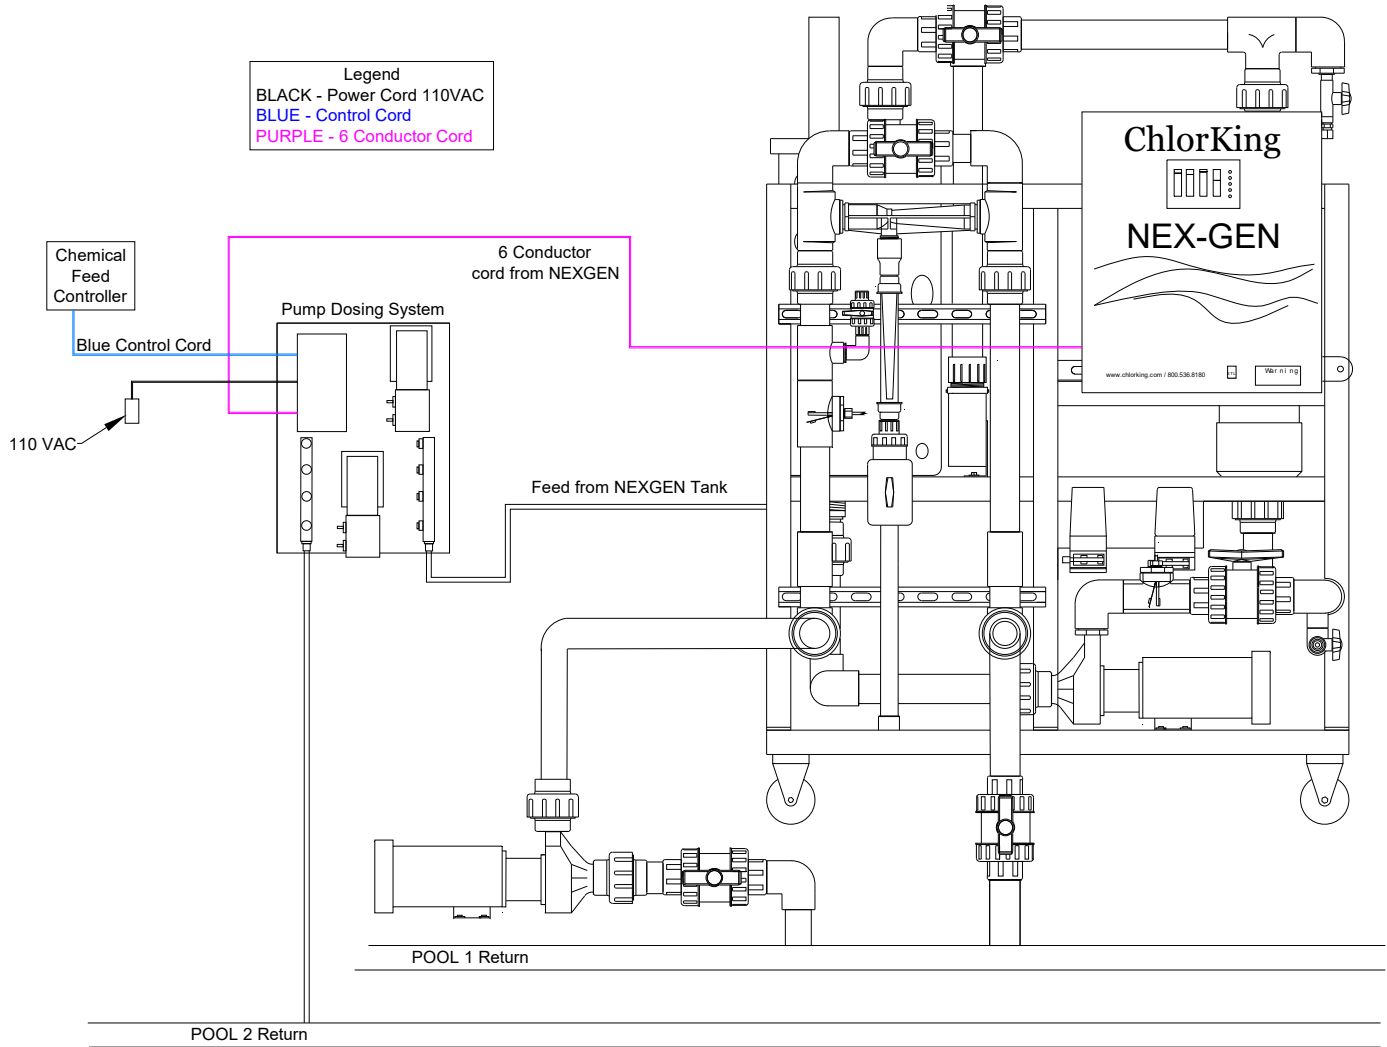 Legend
BLACK - Power Cord 110VAC
BLUE - Control Cord
PURPLE - 6 Conductor Cord
ChlorKing
NEX-GEN
www.chlorking.com / 800.536.8180
Warning
6 Conductor
cord from NEXGEN
Chemical
Feed
Controller
Pump Dosing System
Blue Control Cord
110 VAC
Feed from NEXGEN Tank
POOL 1 Return
POOL 2 Return